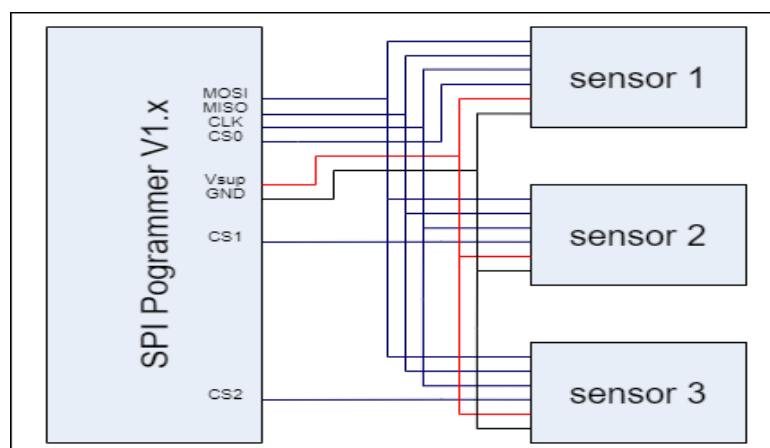 SPI Pogrammer V1.x
MOSI
MISO
CLK
CS0
Vsup
GND
CS1
CS2
sensor 1
sensor 2
sensor 3